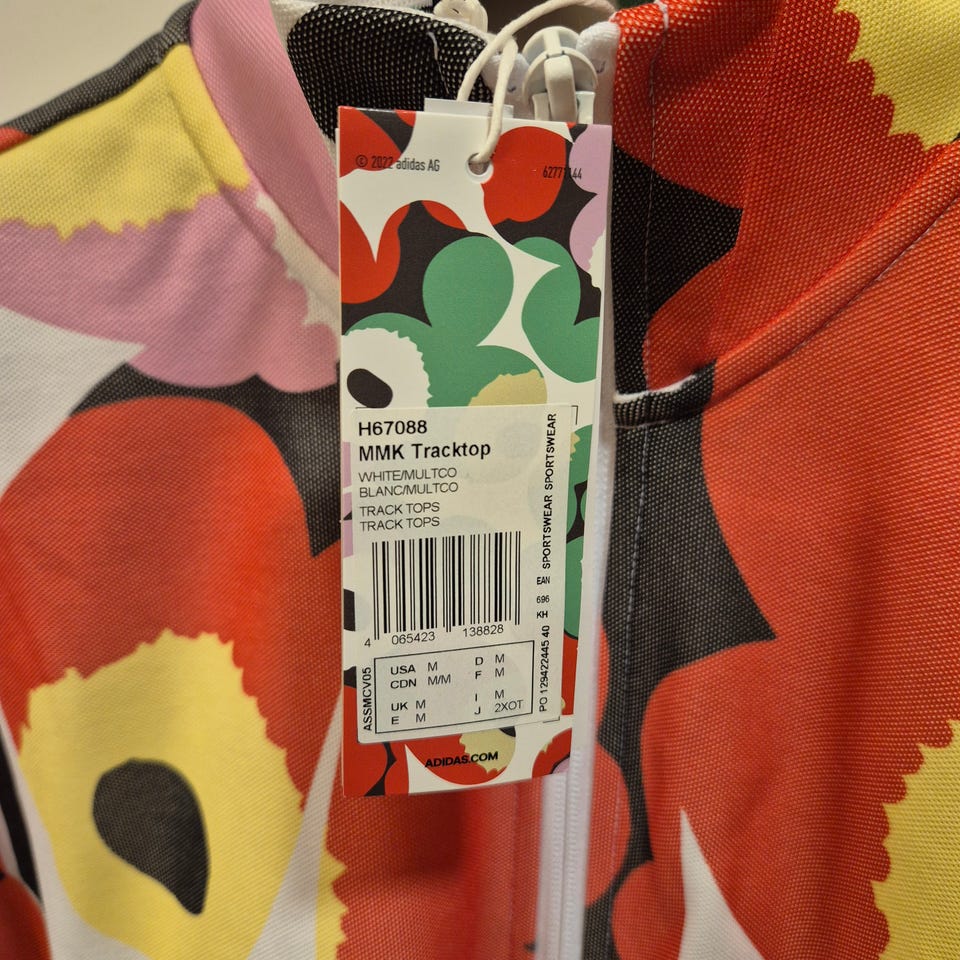 © 2022 adidas AG
62771144
H67088
MMK Tracktop
WHITE/MULTCO
BLANC/MULTCO
TRACK TOPS
TRACK TOPS
4 065423 138828
USA M D M
CDN M/M F M
UK M I M
E M J 2XOT
ASSMCV05
SPORTSWEAR SPORTSWEAR
EAN
696
KH
PO 129422445 40
ADIDAS.COM